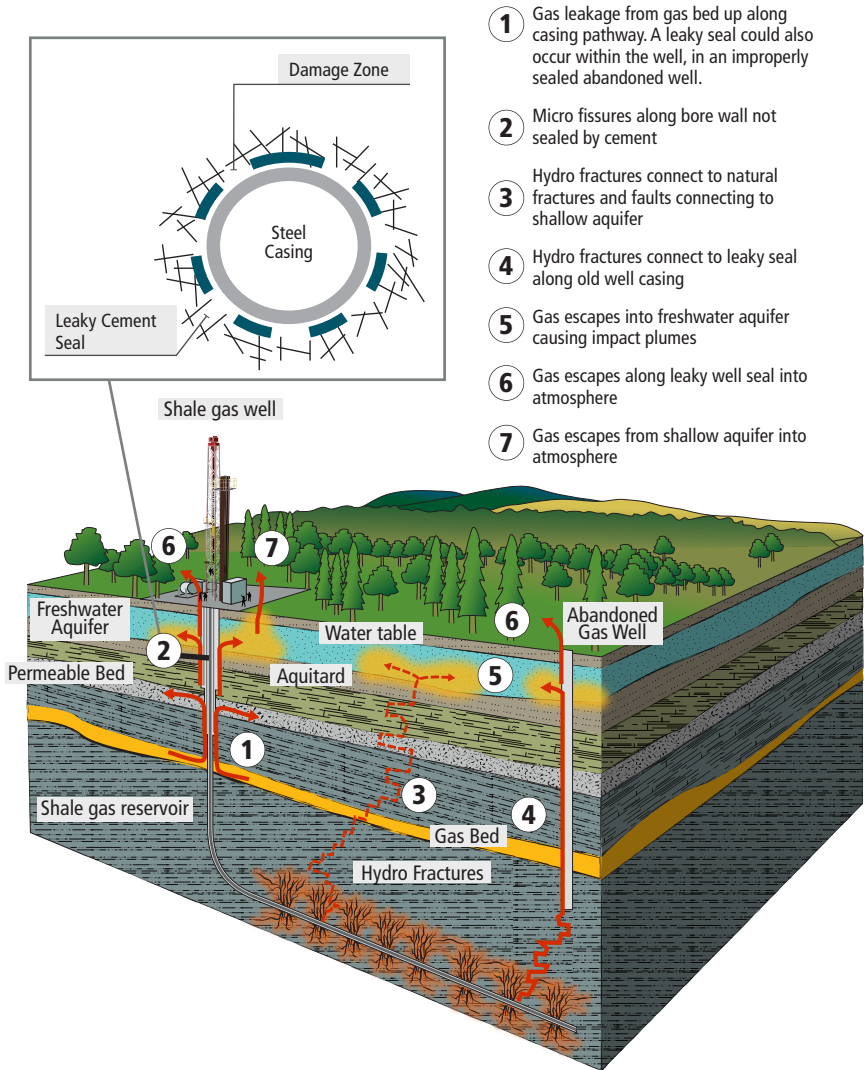 Damage Zone
Steel
Casing
Leaky Cement
Seal
1 Gas leakage from gas bed up along
casing pathway. A leaky seal could also
occur within the well, in an improperly
sealed abandoned well.
2 Micro fissures along bore wall not
sealed by cement
3 Hydro fractures connect to natural
fractures and faults connecting to
shallow aquifer
4 Hydro fractures connect to leaky seal
along old well casing
5 Gas escapes into freshwater aquifer
causing impact plumes
6 Gas escapes along leaky well seal into
atmosphere
7 Gas escapes from shallow aquifer into
atmosphere
Shale gas well
6
7
Freshwater
Aquifer
Water table
6
Abandoned
Gas Well
2
Permeable Bed
Aquitard
5
1
Shale gas reservoir
3
4
Gas Bed
Hydro Fractures